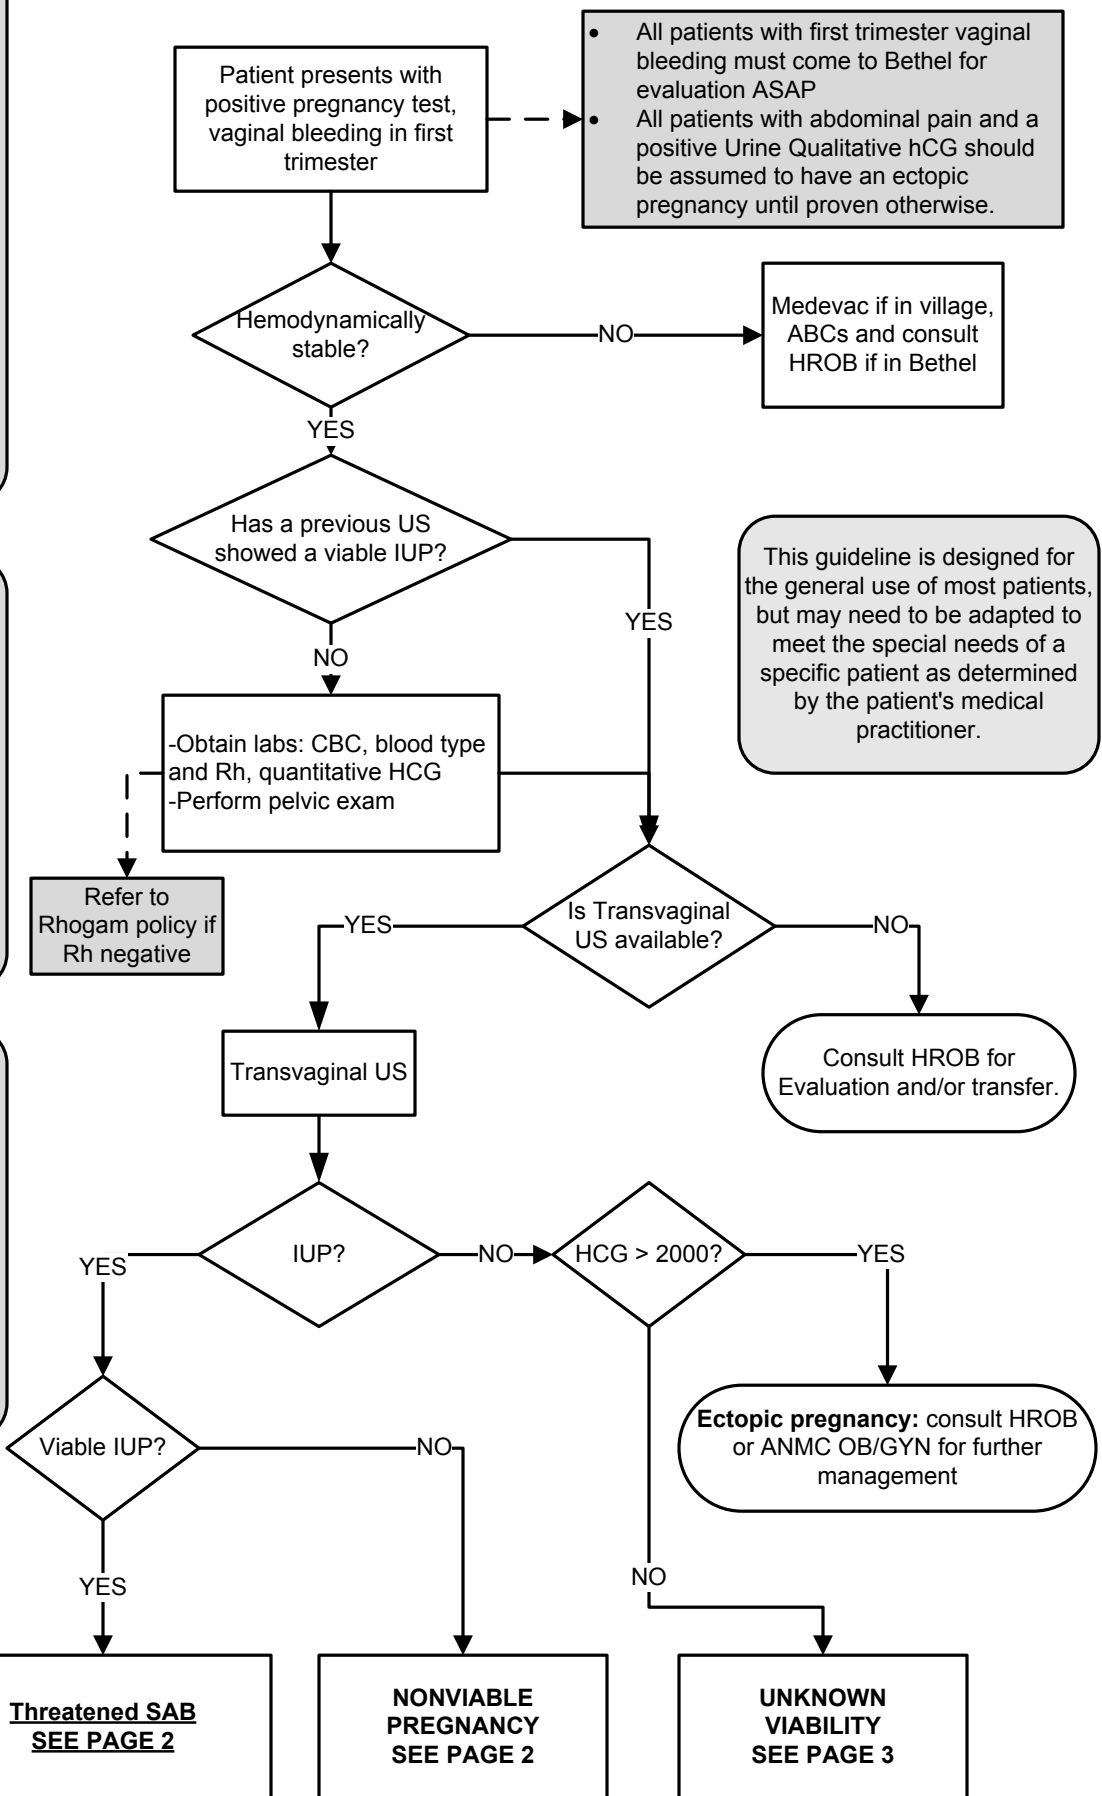 Patient presents with
positive pregnancy test,
vaginal bleeding in first
trimester
• All patients with first trimester vaginal
bleeding must come to Bethel for
evaluation ASAP
• All patients with abdominal pain and a
positive Urine Qualitative hCG should
be assumed to have an ectopic
pregnancy until proven otherwise.
Hemodynamically
stable?
NO
Medevac if in village,
ABCs and consult
HROB if in Bethel
YES
Has a previous US
showed a viable IUP?
YES
NO
This guideline is designed for
the general use of most patients,
but may need to be adapted to
meet the special needs of a
specific patient as determined
by the patient's medical
practitioner.
-Obtain labs: CBC, blood type
and Rh, quantitative HCG
-Perform pelvic exam
Refer to
Rhogam policy if
Rh negative
Is Transvaginal
US available?
YES
NO
Transvaginal US
Consult HROB for
Evaluation and/or transfer.
IUP?
YES
NO
HCG > 2000?
YES
Ectopic pregnancy: consult HROB
or ANMC OB/GYN for further
management
Viable IUP?
NO
YES
NO
Threatened SAB
SEE PAGE 2
NONVIABLE
PREGNANCY
SEE PAGE 2
UNKNOWN
VIABILITY
SEE PAGE 3